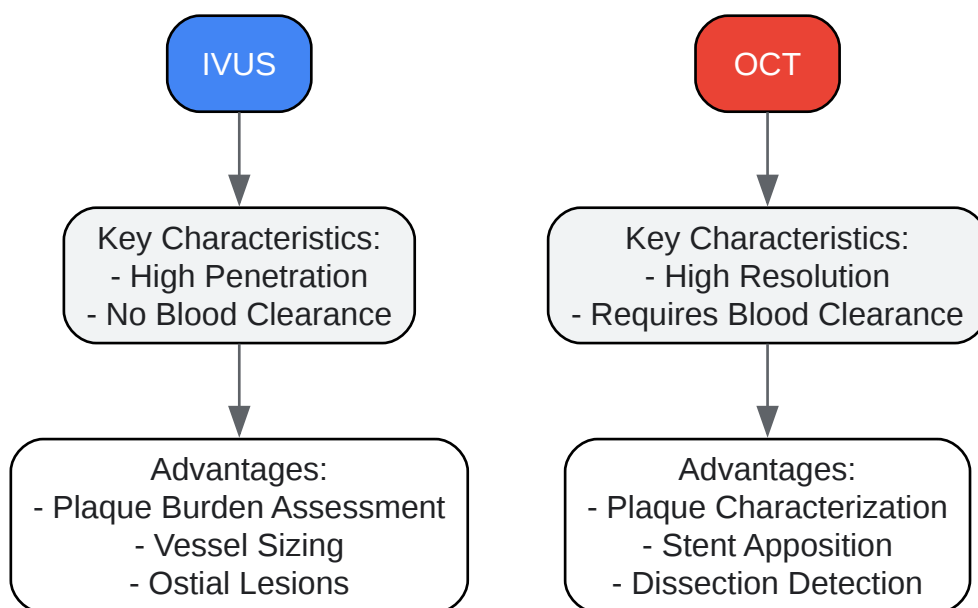 IVUS
OCT
Key Characteristics:
- High Penetration
- No Blood Clearance
Key Characteristics:
- High Resolution
- Requires Blood Clearance
Advantages:
- Plaque Burden Assessment
- Vessel Sizing
- Ostial Lesions
Advantages:
- Plaque Characterization
- Stent Apposition
- Dissection Detection